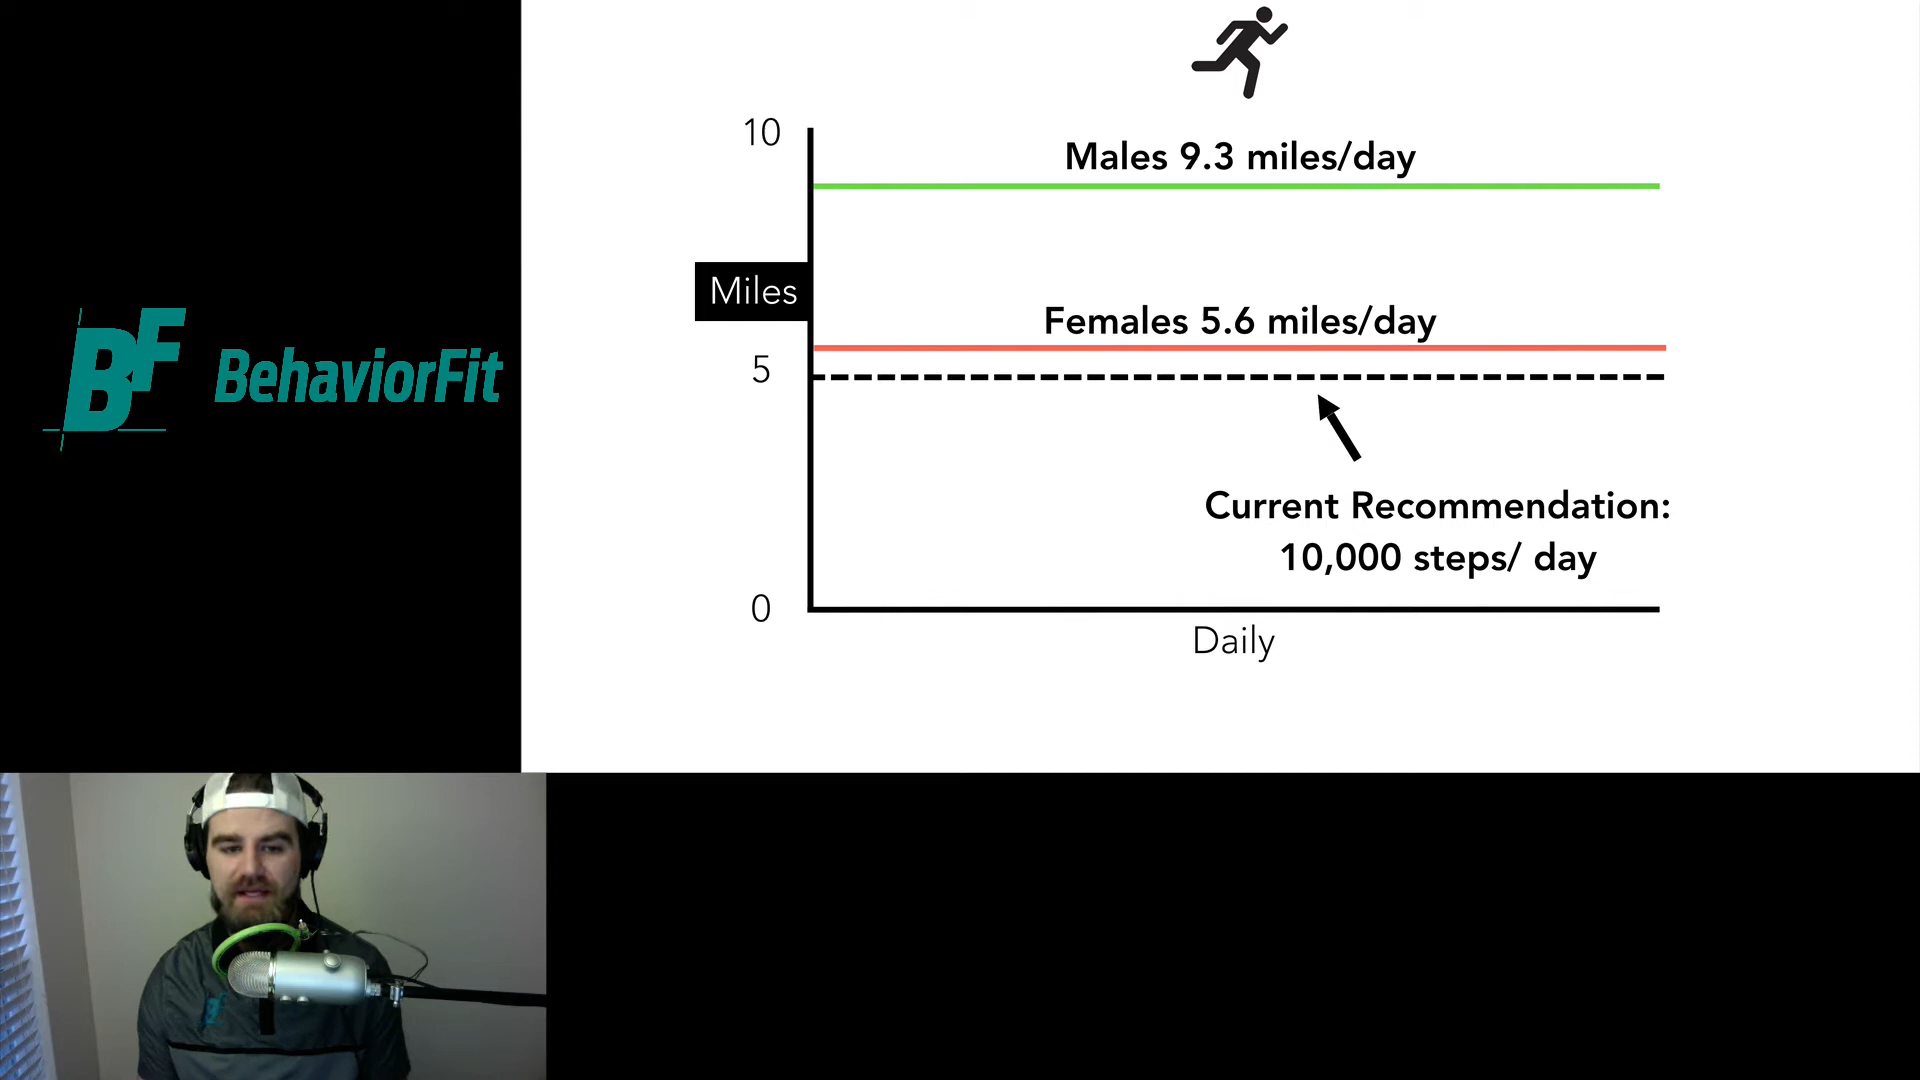 BF BehaviorFit
10
Males 9.3 miles/day
Miles
Females 5.6 miles/day
5
Current Recommendation:
10,000 steps/ day
0
Daily